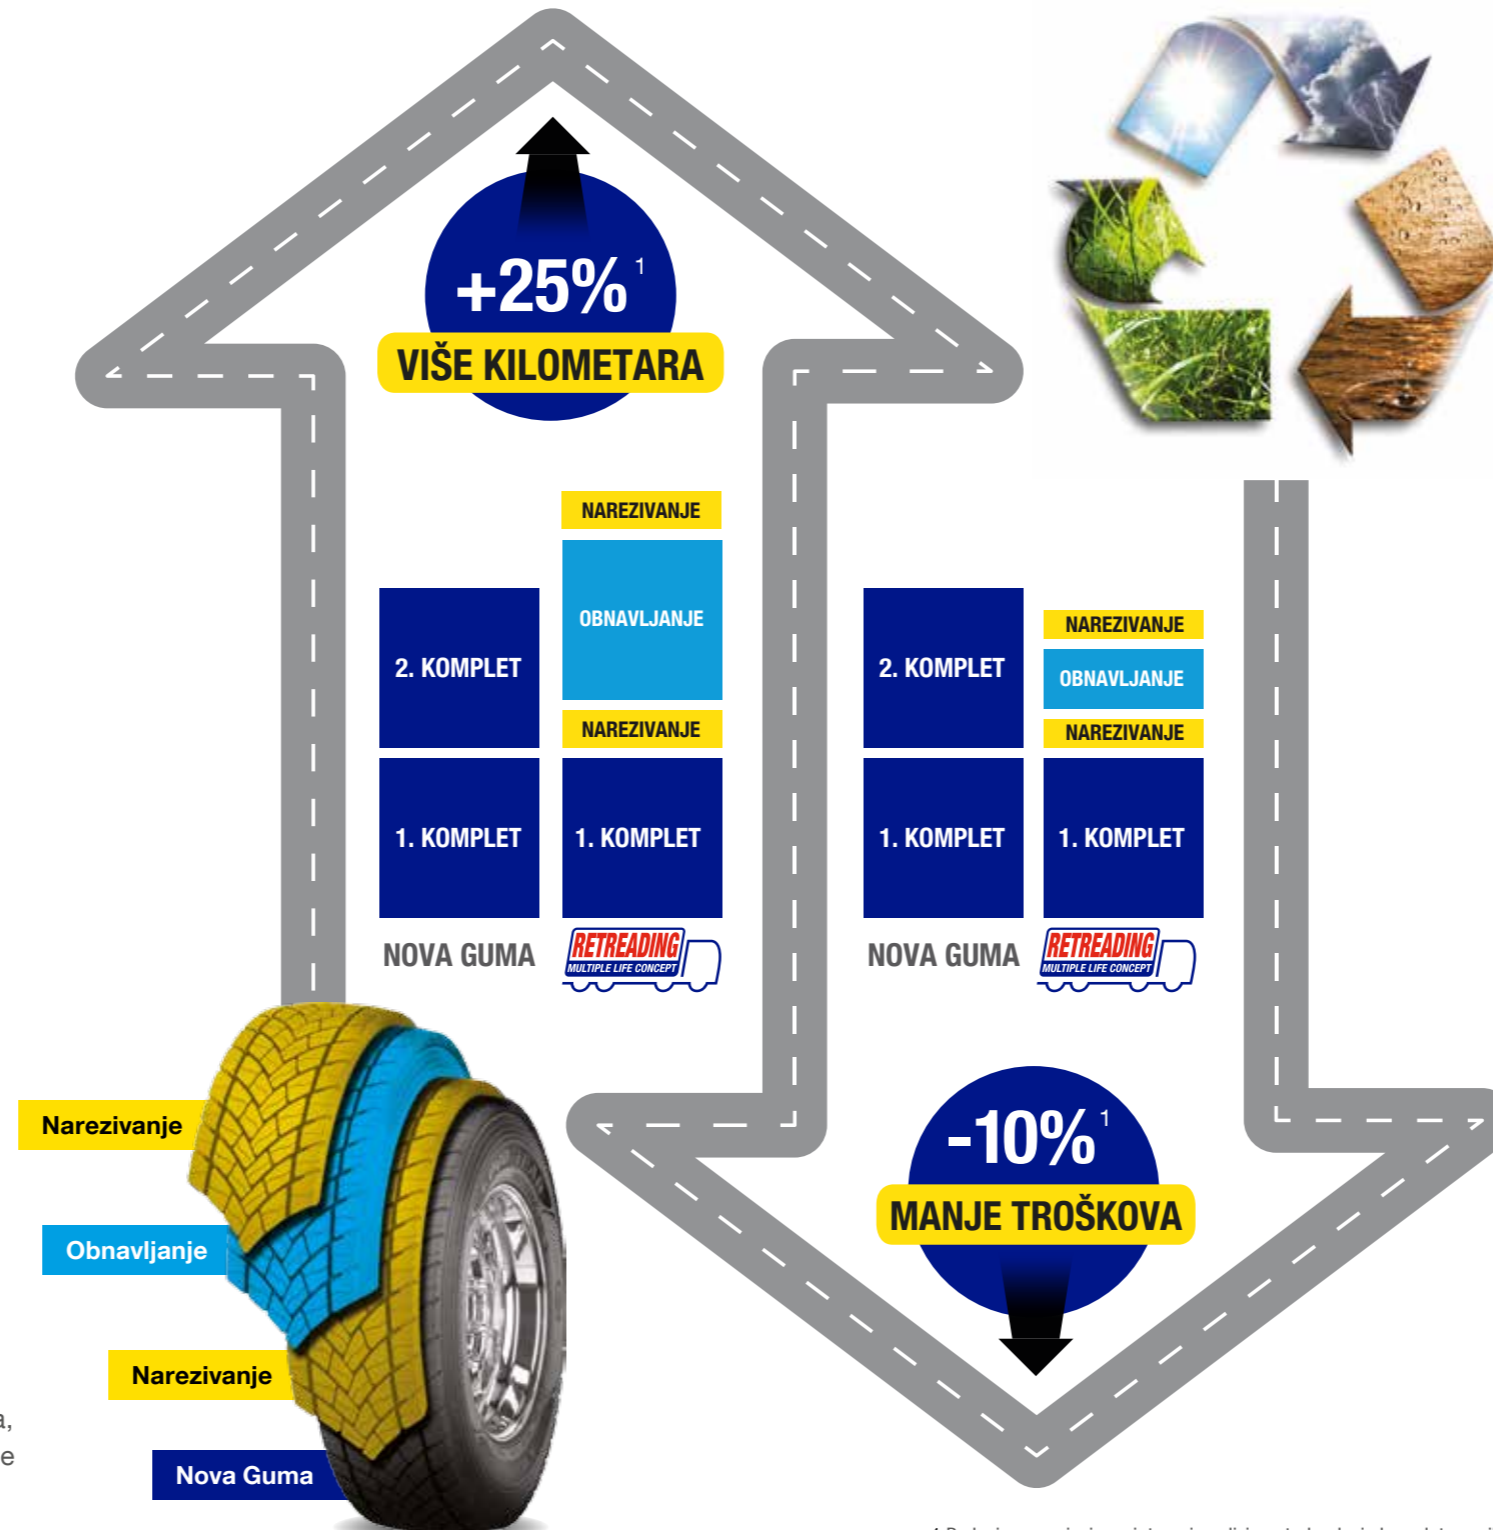 +25% 1
VIŠE KILOMETARA
NAREZIVANJE
OBNAVLJANJE
NAREZIVANJE
2. KOMPLET
1. KOMPLET
1. KOMPLET
NOVA GUMA
RETREADING
MULTIPLE LIFE CONCEPT
2. KOMPLET
NAREZIVANJE
OBNAVLJANJE
NAREZIVANJE
1. KOMPLET
1. KOMPLET
NOVA GUMA
RETREADING
MULTIPLE LIFE CONCEPT
-10% 1
MANJE TROŠKOVA
Narezivanje
Obnavljanje
Narezivanje
Nova Guma